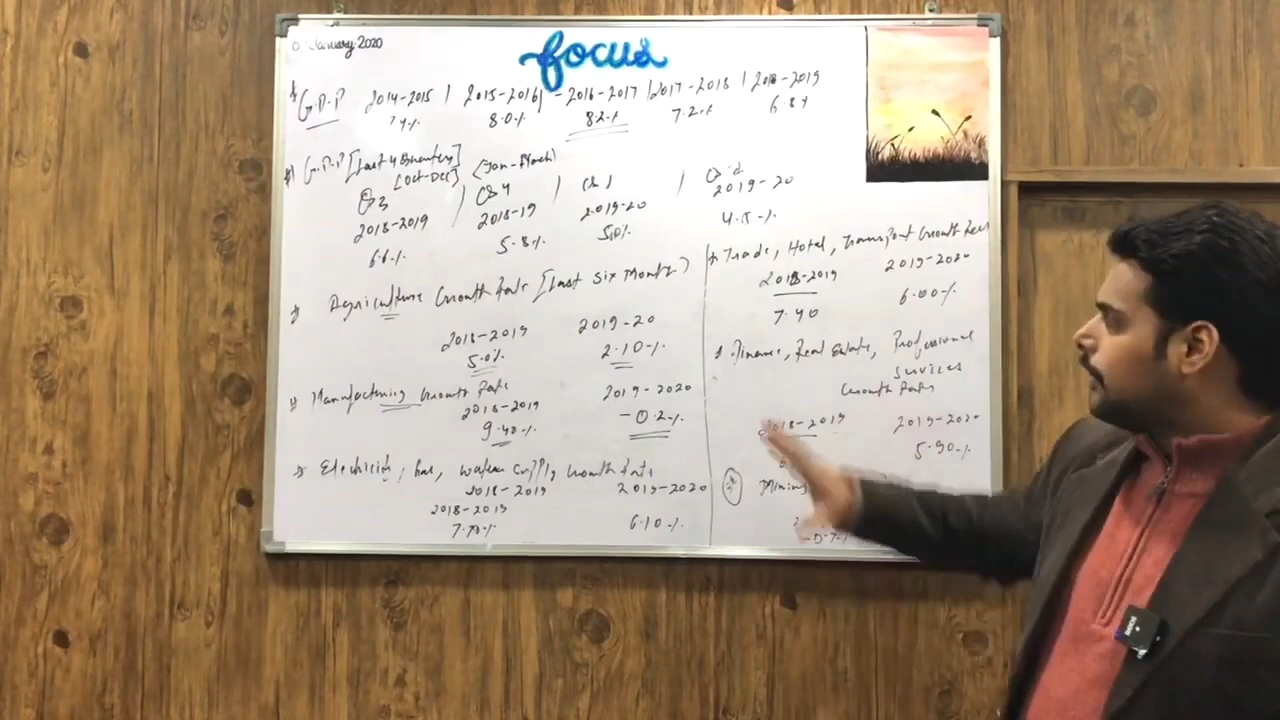 January 2020
focus
G.D.P 2014-2015 | 2015-2016 | - 2016-2017 | 2017-2018 | 2018-2019
7.4% 8.0% 8.2% 7.2% 6.8%
G.D.P [Last 4 Quarters]
[Oct-Dec] (Jan-March)
Q3 / Q4 / Q1 /
2018-2019 2018-19 2019-20 2019-20
6.6% 5.8% 5.0%
Agriculture Growth Rate [Last Six Months)
2018-2019 2019-20
5.0% 2.10%
Manufacturing Growth Rate
2018-2019 2019-2020
9.40% -0.2%
Electricity, Gas, Water Supply Growth Rate
2018-2019 2019-2020
2018-2019
7.70% 6.10%
Trade, Hotel, Transport Growth Rate
2018-2019 2019-2020
7.40 6.00%
Finance, Real Estate, Professional
Services
Growth Rate
2018-2019 2019-2020
5.90%
Mining